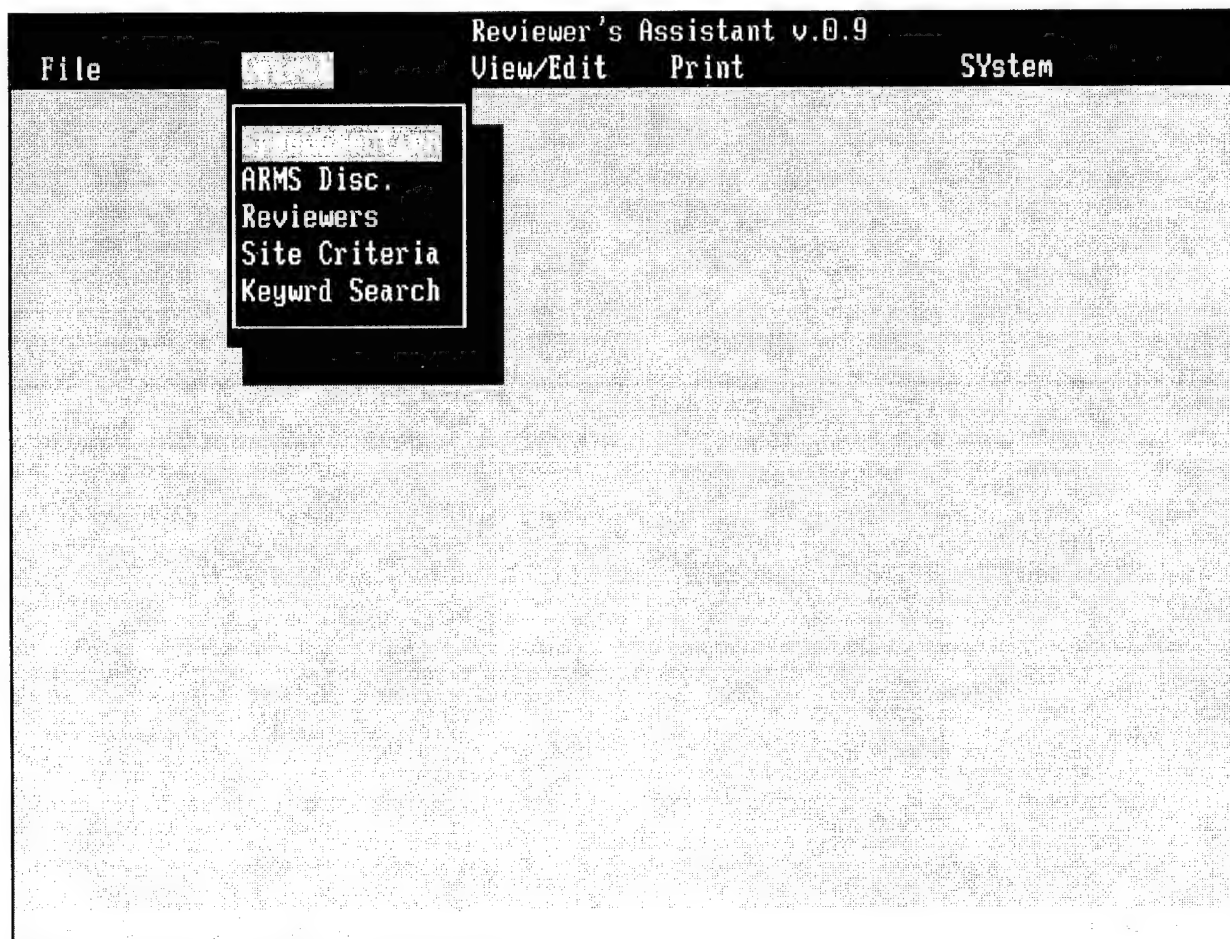 Reviewer's Assistant v.0.9
File View/Edit Print SYstem
ARMS Disc.
Reviewers
Site Criteria
Keywrd Search